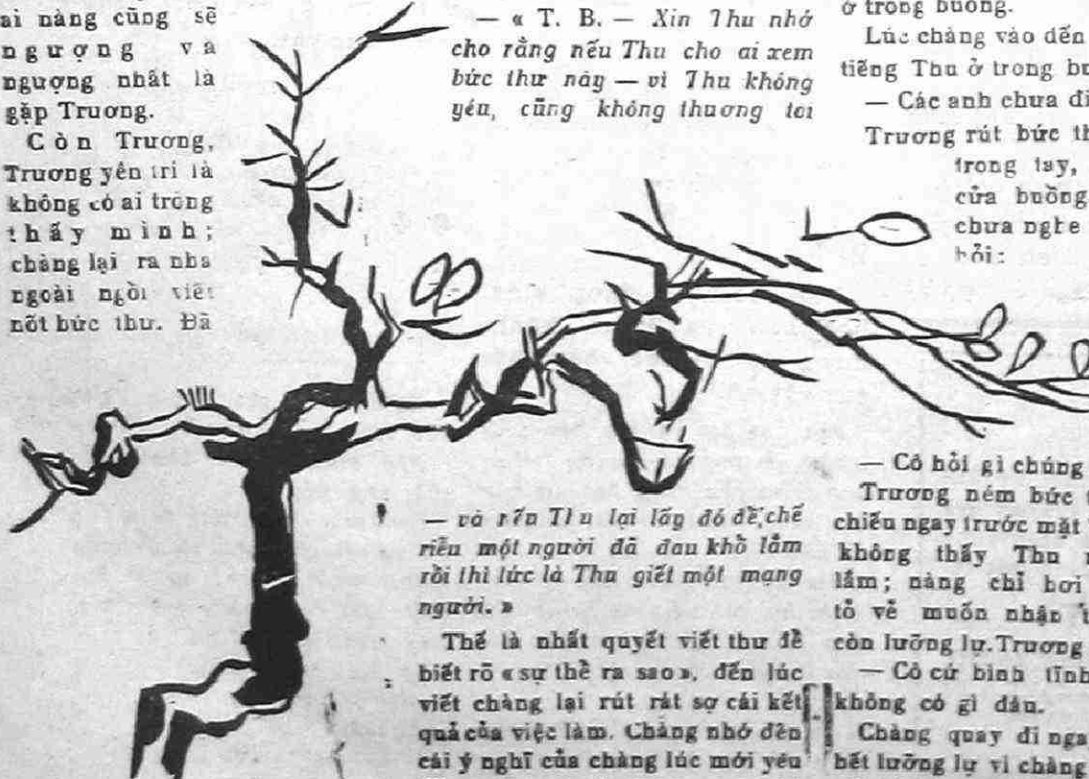 ai nàng cũng sẽ
ngượng và
ngượng nhất là
gặp Trương.
Còn Trương,
Trương yên trí là
không có ai trông
thấy mình;
chàng lại ra nhà
ngoài ngồi viết
nốt bức thư. Đã
— « T. B. — Xin Thu nhớ
cho rằng nếu Thu cho ai xem
bức thư này — vì Thu không
yêu, cũng không thương tôi
— và rồn Thu lại lấy đó để chế
riễu một người đã đau khổ lắm
rồi thì tức là Thu giết một mạng
người. »
Thế là nhất quyết viết thư để
biết rõ « sự thể ra sao », đến lúc
viết chàng lại rút rát sợ cái kết
quả của việc làm. Chàng nhớ đến
cái ý nghĩ của chàng lúc mới yêu
ở trong buồng.
Lúc chàng vào đến
tiếng Thu ở trong
— Các anh chưa đi
Trương rút bức
trong tay,
cửa buồng
chưa nghe
hỏi:
— Cô hỏi gì chúng
Trương ném bức
chiếu ngay trước mặt
không thấy Thu
lắm; nàng chỉ hơi
tỏ vẻ muốn nhận
còn lưỡng lự. Trương
— Cô cứ bình tĩnh
không có gì đâu.
Chàng quay đi
hết lưỡng lự vì chàng